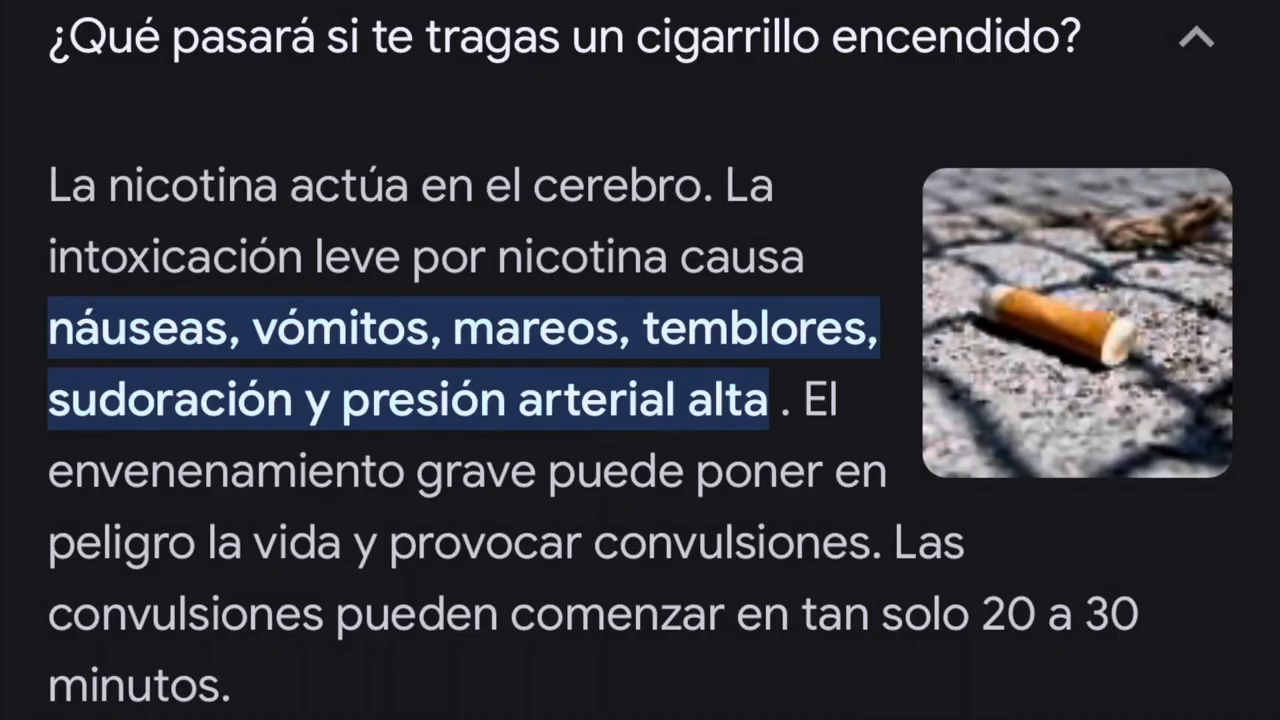 ¿Qué pasará si te tragas un cigarrillo encendido?
La nicotina actúa en el cerebro. La
intoxicación leve por nicotina causa
náuseas, vómitos, mareos, temblores,
sudoración y presión arterial alta . El
envenenamiento grave puede poner en
peligro la vida y provocar convulsiones. Las
convulsiones pueden comenzar en tan solo 20 a 30
minutos.